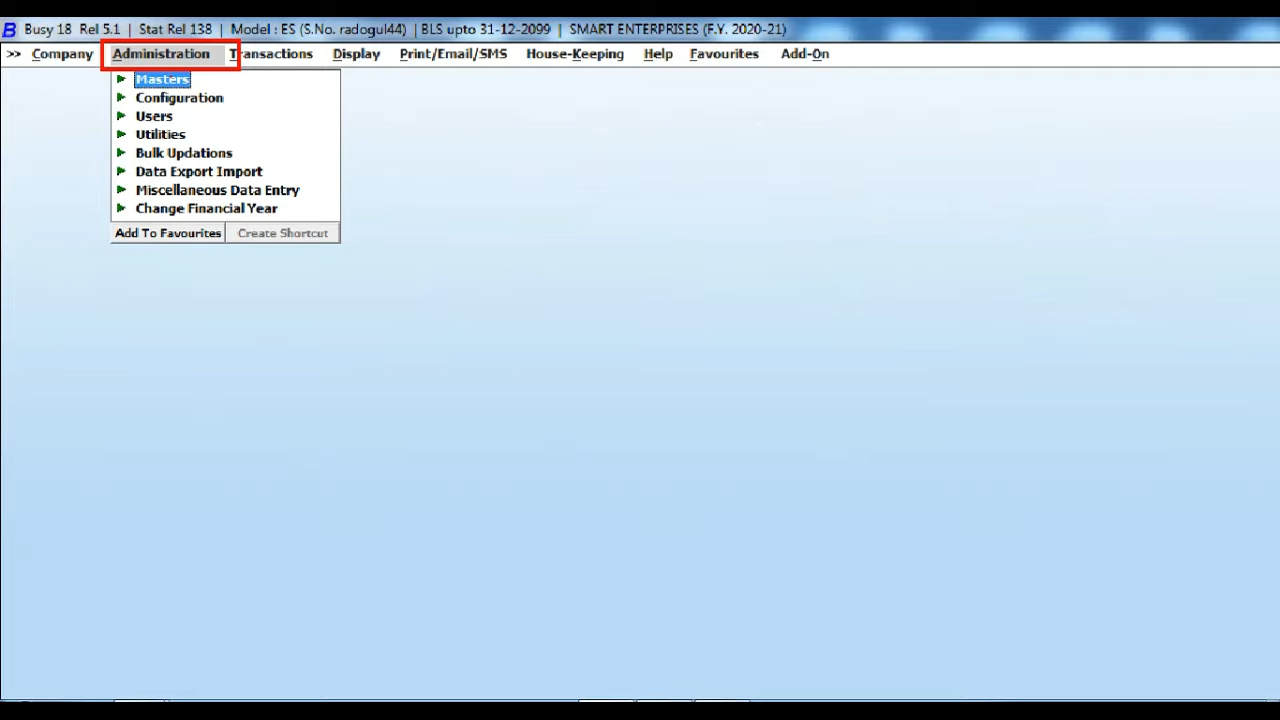 B Busy 18 Rel 5.1 | Stat Rel 138 | Model : ES (S.No. radogul44) | BLS upto 31-12-2099 | SMART ENTERPRISES (F.Y. 2020-21)
>> Company Administration Transactions Display Print/Email/SMS House-Keeping Help Favourites Add-On
Masters
Configuration
Users
Utilities
Bulk Updations
Data Export Import
Miscellaneous Data Entry
Change Financial Year
Add To Favourites Create Shortcut